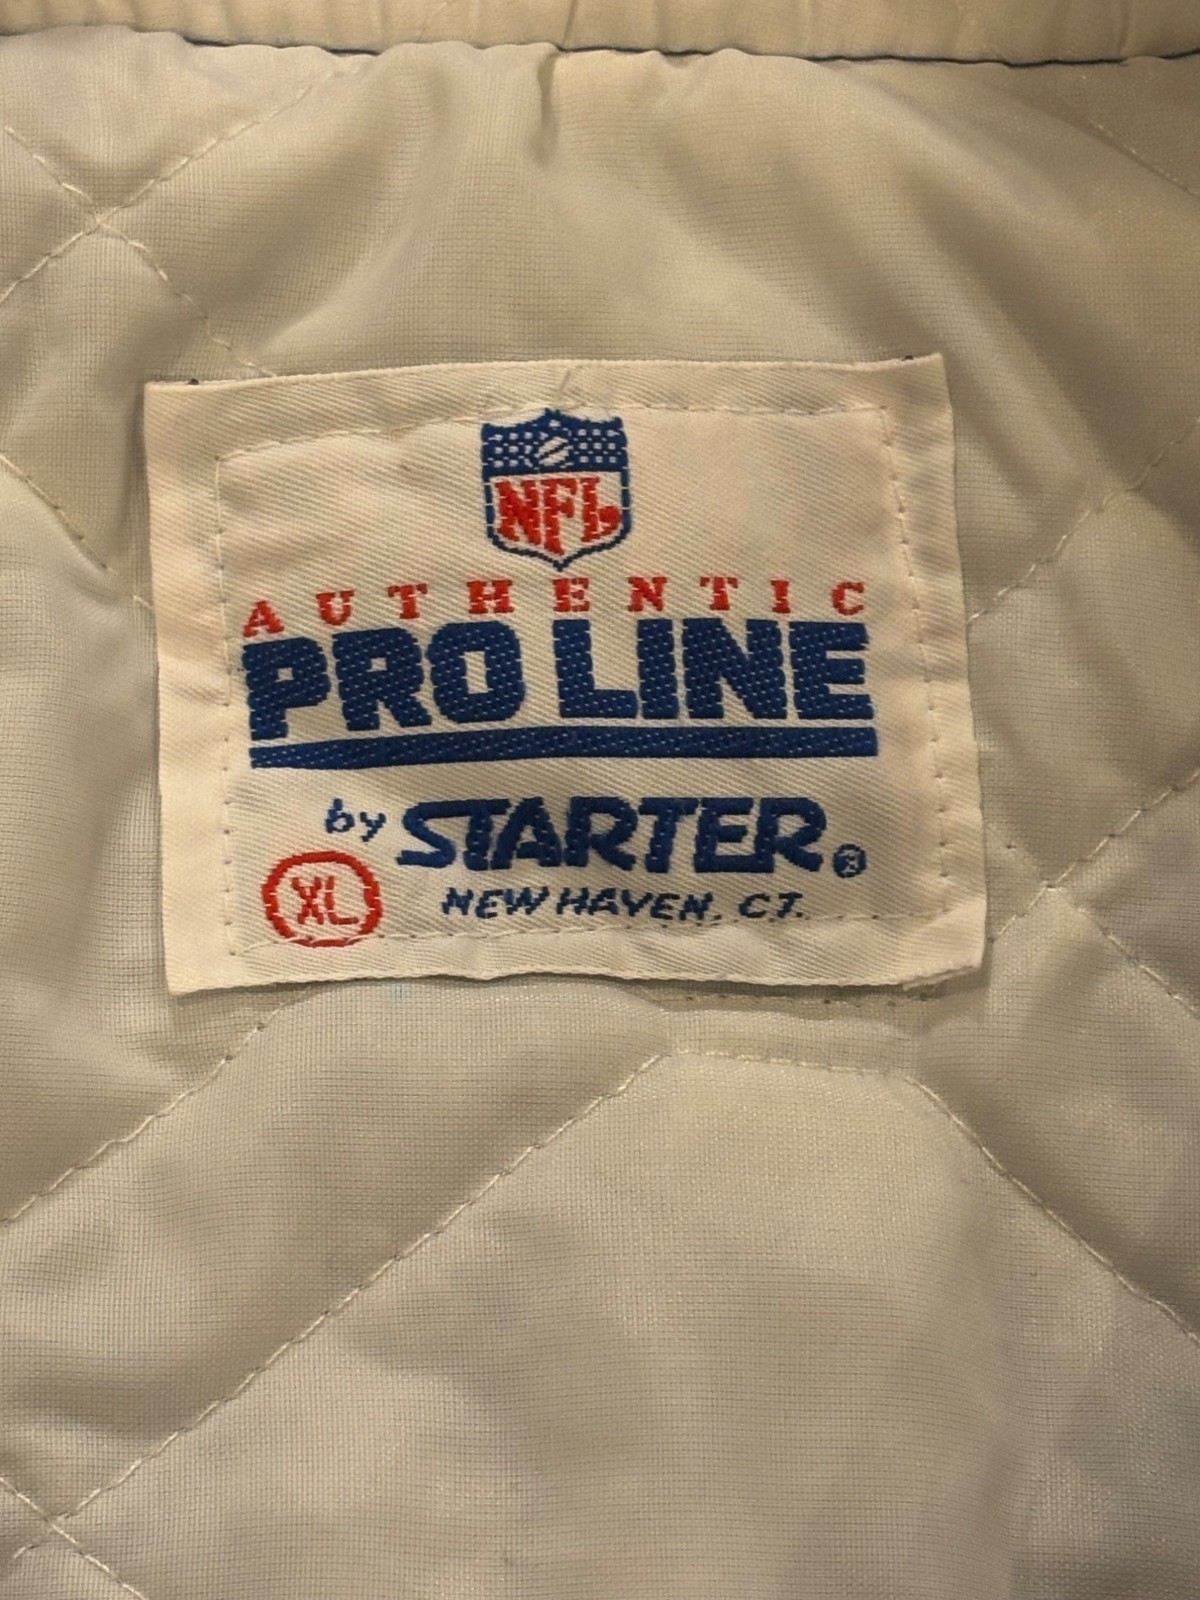 NFL
AUTHENTIC
PRO LINE
by STARTER®
XL
NEW HAVEN, CT.